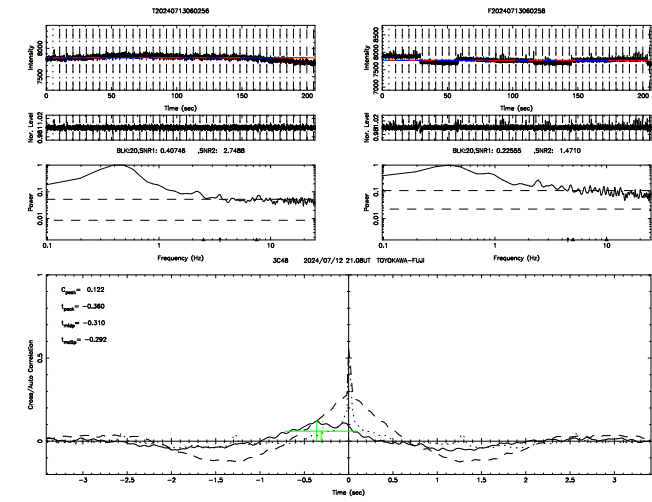 T20240713060256
F20240713060258
Intensity
7500 8000
0 50 100 150 200
Time (sec)
Intensity
7000 7500 8000 8500
0 50 100 150 200
Time (sec)
Nor. Level
Nor. Level
BLK:20,SNR1: 0.40746 ,SNR2: 2.7488
BLK:20,SNR1: 0.22555 ,SNR2: 1.4710
Power
1
0.1
0.01
0.1 1 10
Frequency (Hz)
Power
1
0.1
0.01
0.1 1 10
Frequency (Hz)
3C48 2024/07/12 21.08UT TOYOKAWA-FUJI
Cross/Auto Correlation
1
0.5
0
Cpeak= 0.122
tpeak= -0.360
tmidp= -0.310
-0.292
-3 -2.5 -2 -1.5 -1 -0.5 0 0.5 1 1.5 2 2.5 3
Time (sec)